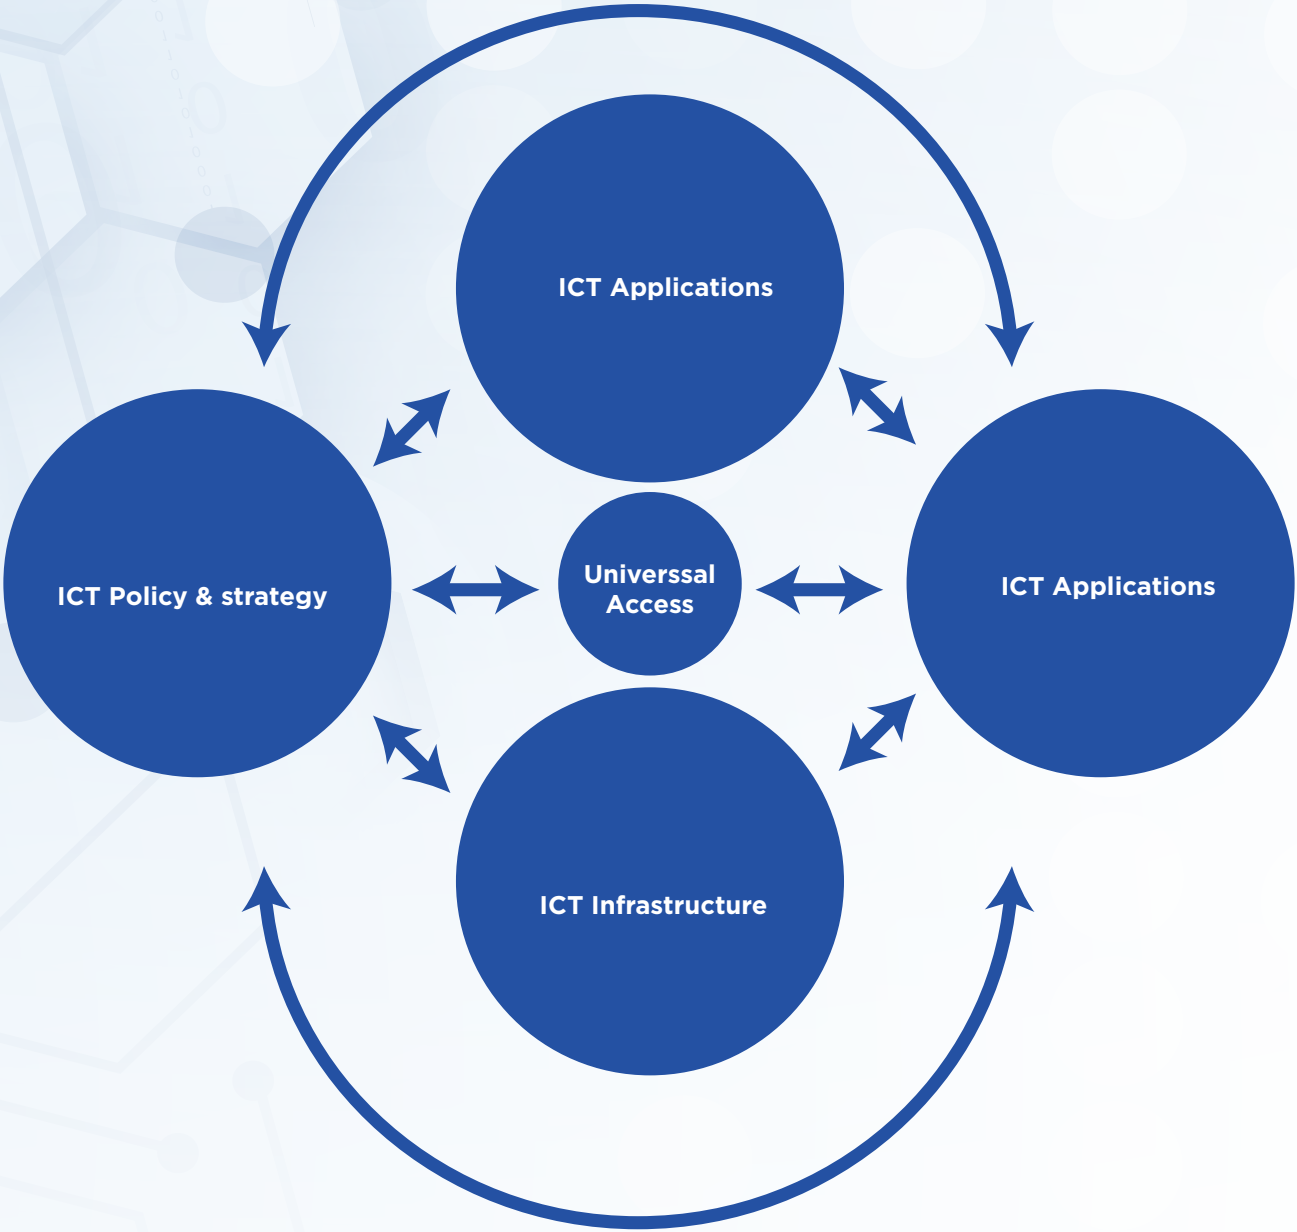 ICT Applications
Universsal
Access
ICT Policy & strategy
ICT Applications
ICT Infrastructure